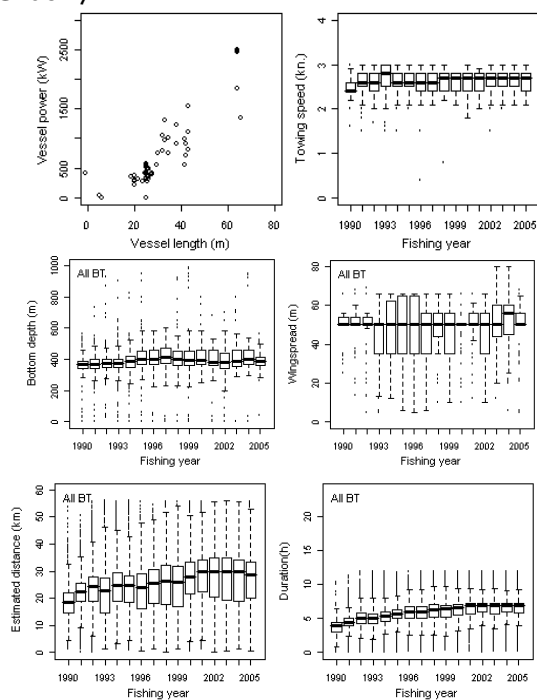 Vessel power (kW)
2500
1500
500
0
0 20 40 60 80
Vessel length (m)
Towing speed (kn.)
4
3
2
1
0
1990 1993 1996 1999 2002 2005
Fishing year
All BT.
Bottom depth (m)
1000
800
600
400
200
0
1990 1993 1996 1999 2002 2005
Fishing year
All BT
Wingspread (m)
80
60
40
20
0
1990 1993 1996 1999 2002 2005
Fishing year
All BT
Estimated distance (km)
60
50
40
30
20
10
0
1990 1993 1996 1999 2002 2005
Fishing year
All BT
Duration(h)
20
15
10
5
0
1990 1993 1996 1999 2002 2005
Fishing year